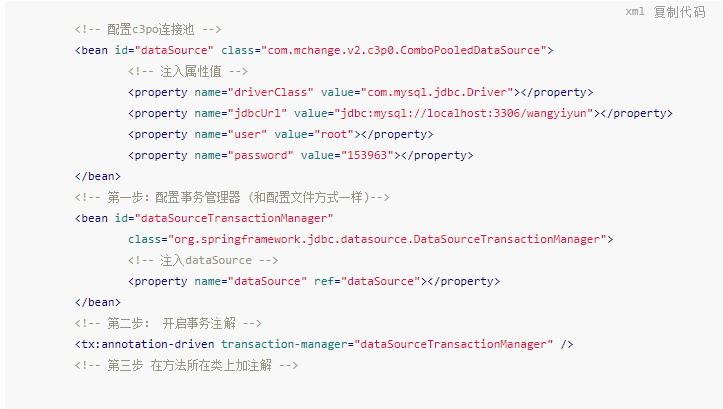 xml 复制代码
<!-- 配置c3po连接池 -->
<bean id="dataSource" class="com.mchange.v2.c3p0.ComboPooledDataSource">
<!-- 注入属性值 -->
<property name="driverClass" value="com.mysql.jdbc.Driver"></property>
<property name="jdbcUrl" value="jdbc:mysql://localhost:3306/wangyiyun"></property>
<property name="user" value="root"></property>
<property name="password" value="153963"></property>
</bean>
<!-- 第一步：配置事务管理器 (和配置文件方式一样)-->
<bean id="dataSourceTransactionManager"
class="org.springframework.jdbc.datasource.DataSourceTransactionManager">
<!-- 注入dataSource -->
<property name="dataSource" ref="dataSource"></property>
</bean>
<!-- 第二步： 开启事务注解 -->
<tx:annotation-driven transaction-manager="dataSourceTransactionManager" />
<!-- 第三步 在方法所在类上加注解 -->